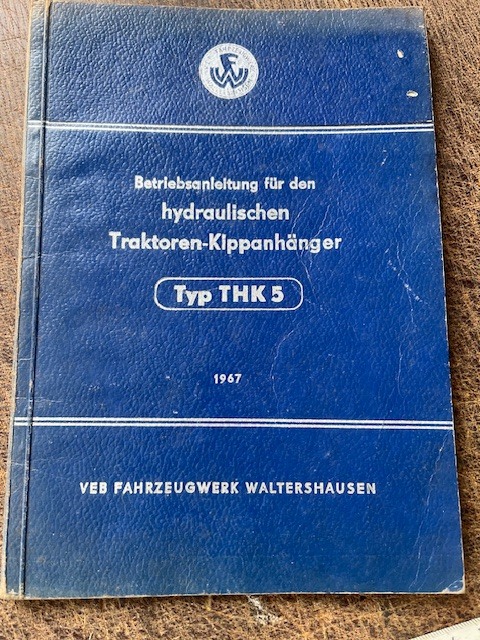 Betriebsanleitung für den
hydraulischen
Traktoren-Kippanhänger
Typ THK 5
1967
VEB FAHRZEUGWERK WALTERSHAUSEN